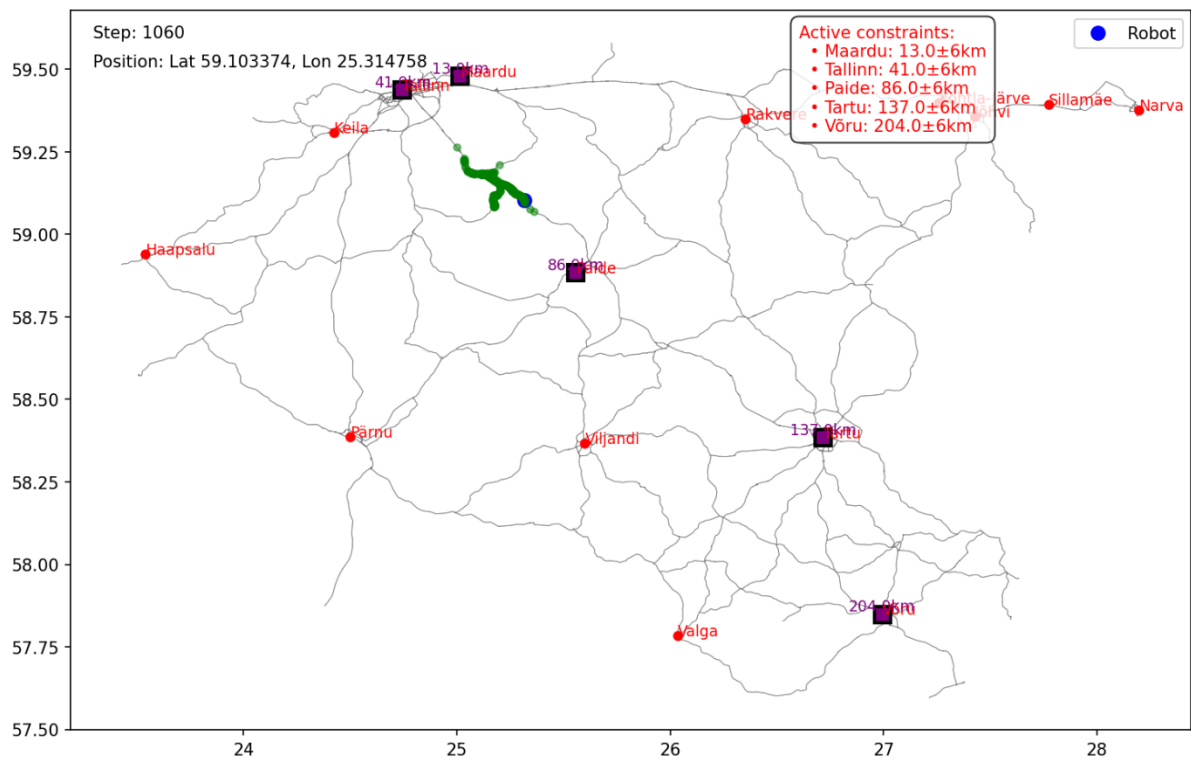 Step: 1060
Position: Lat 59.103374, Lon 25.314758
Active constraints:
• Maardu: 13.0±6km
• Tallinn: 41.0±6km
• Paide: 86.0±6km
• Tartu: 137.0±6km
• Võru: 204.0±6km
Robot
13.0km
Maardu
41.0km
Tallinn
Keila
Rakvere
Sillamäe
Narva
Haapsalu
86.0km
Paide
Pärnu
Viljandi
137.0km
Tartu
204.0km
Võru
Valga
59.50
59.25
59.00
58.75
58.50
58.25
58.00
57.75
57.50
24
25
26
27
28